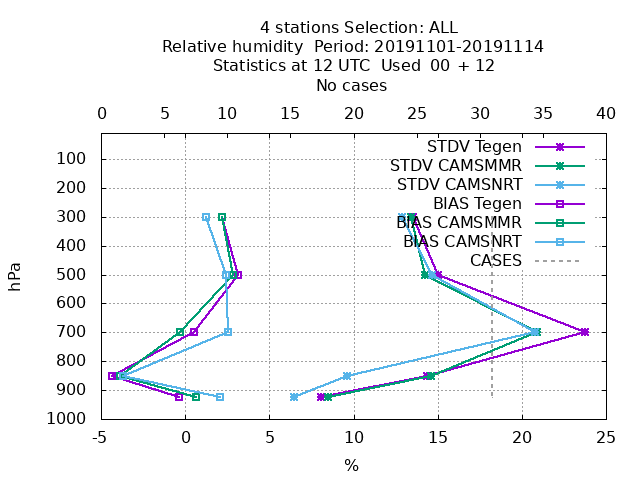 4 stations Selection: ALL
Relative humidity  Period: 20191101-20191114
Statistics at 12 UTC  Used  00 + 12
No cases
0 5 10 15 20 25 30 35 40
STDV Tegen
STDV CAMSMMR
STDV CAMSNRT
BIAS Tegen
BIAS CAMSMMR
BIAS CAMSNRT
CASES
100
200
300
400
500
600
700
800
900
1000
hPa
-5 0 5 10 15 20 25
%